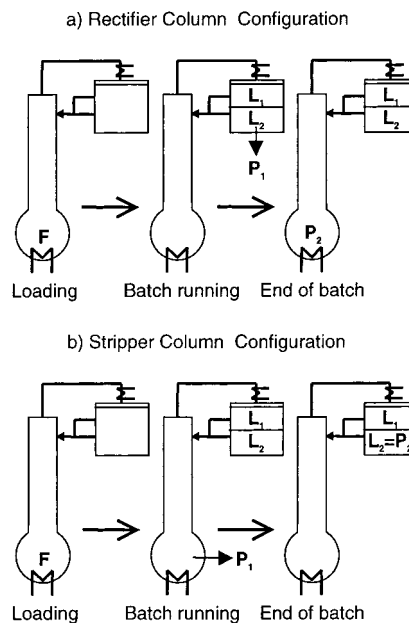 a) Rectifier Column Configuration
L₁
L₁
L₂
L₂
P₁
F
P₂
Loading
Batch running
End of batch
b) Stripper Column Configuration
L₁
L₁
L₂
L₂=P₂
F
P₁
Loading
Batch running
End of batch